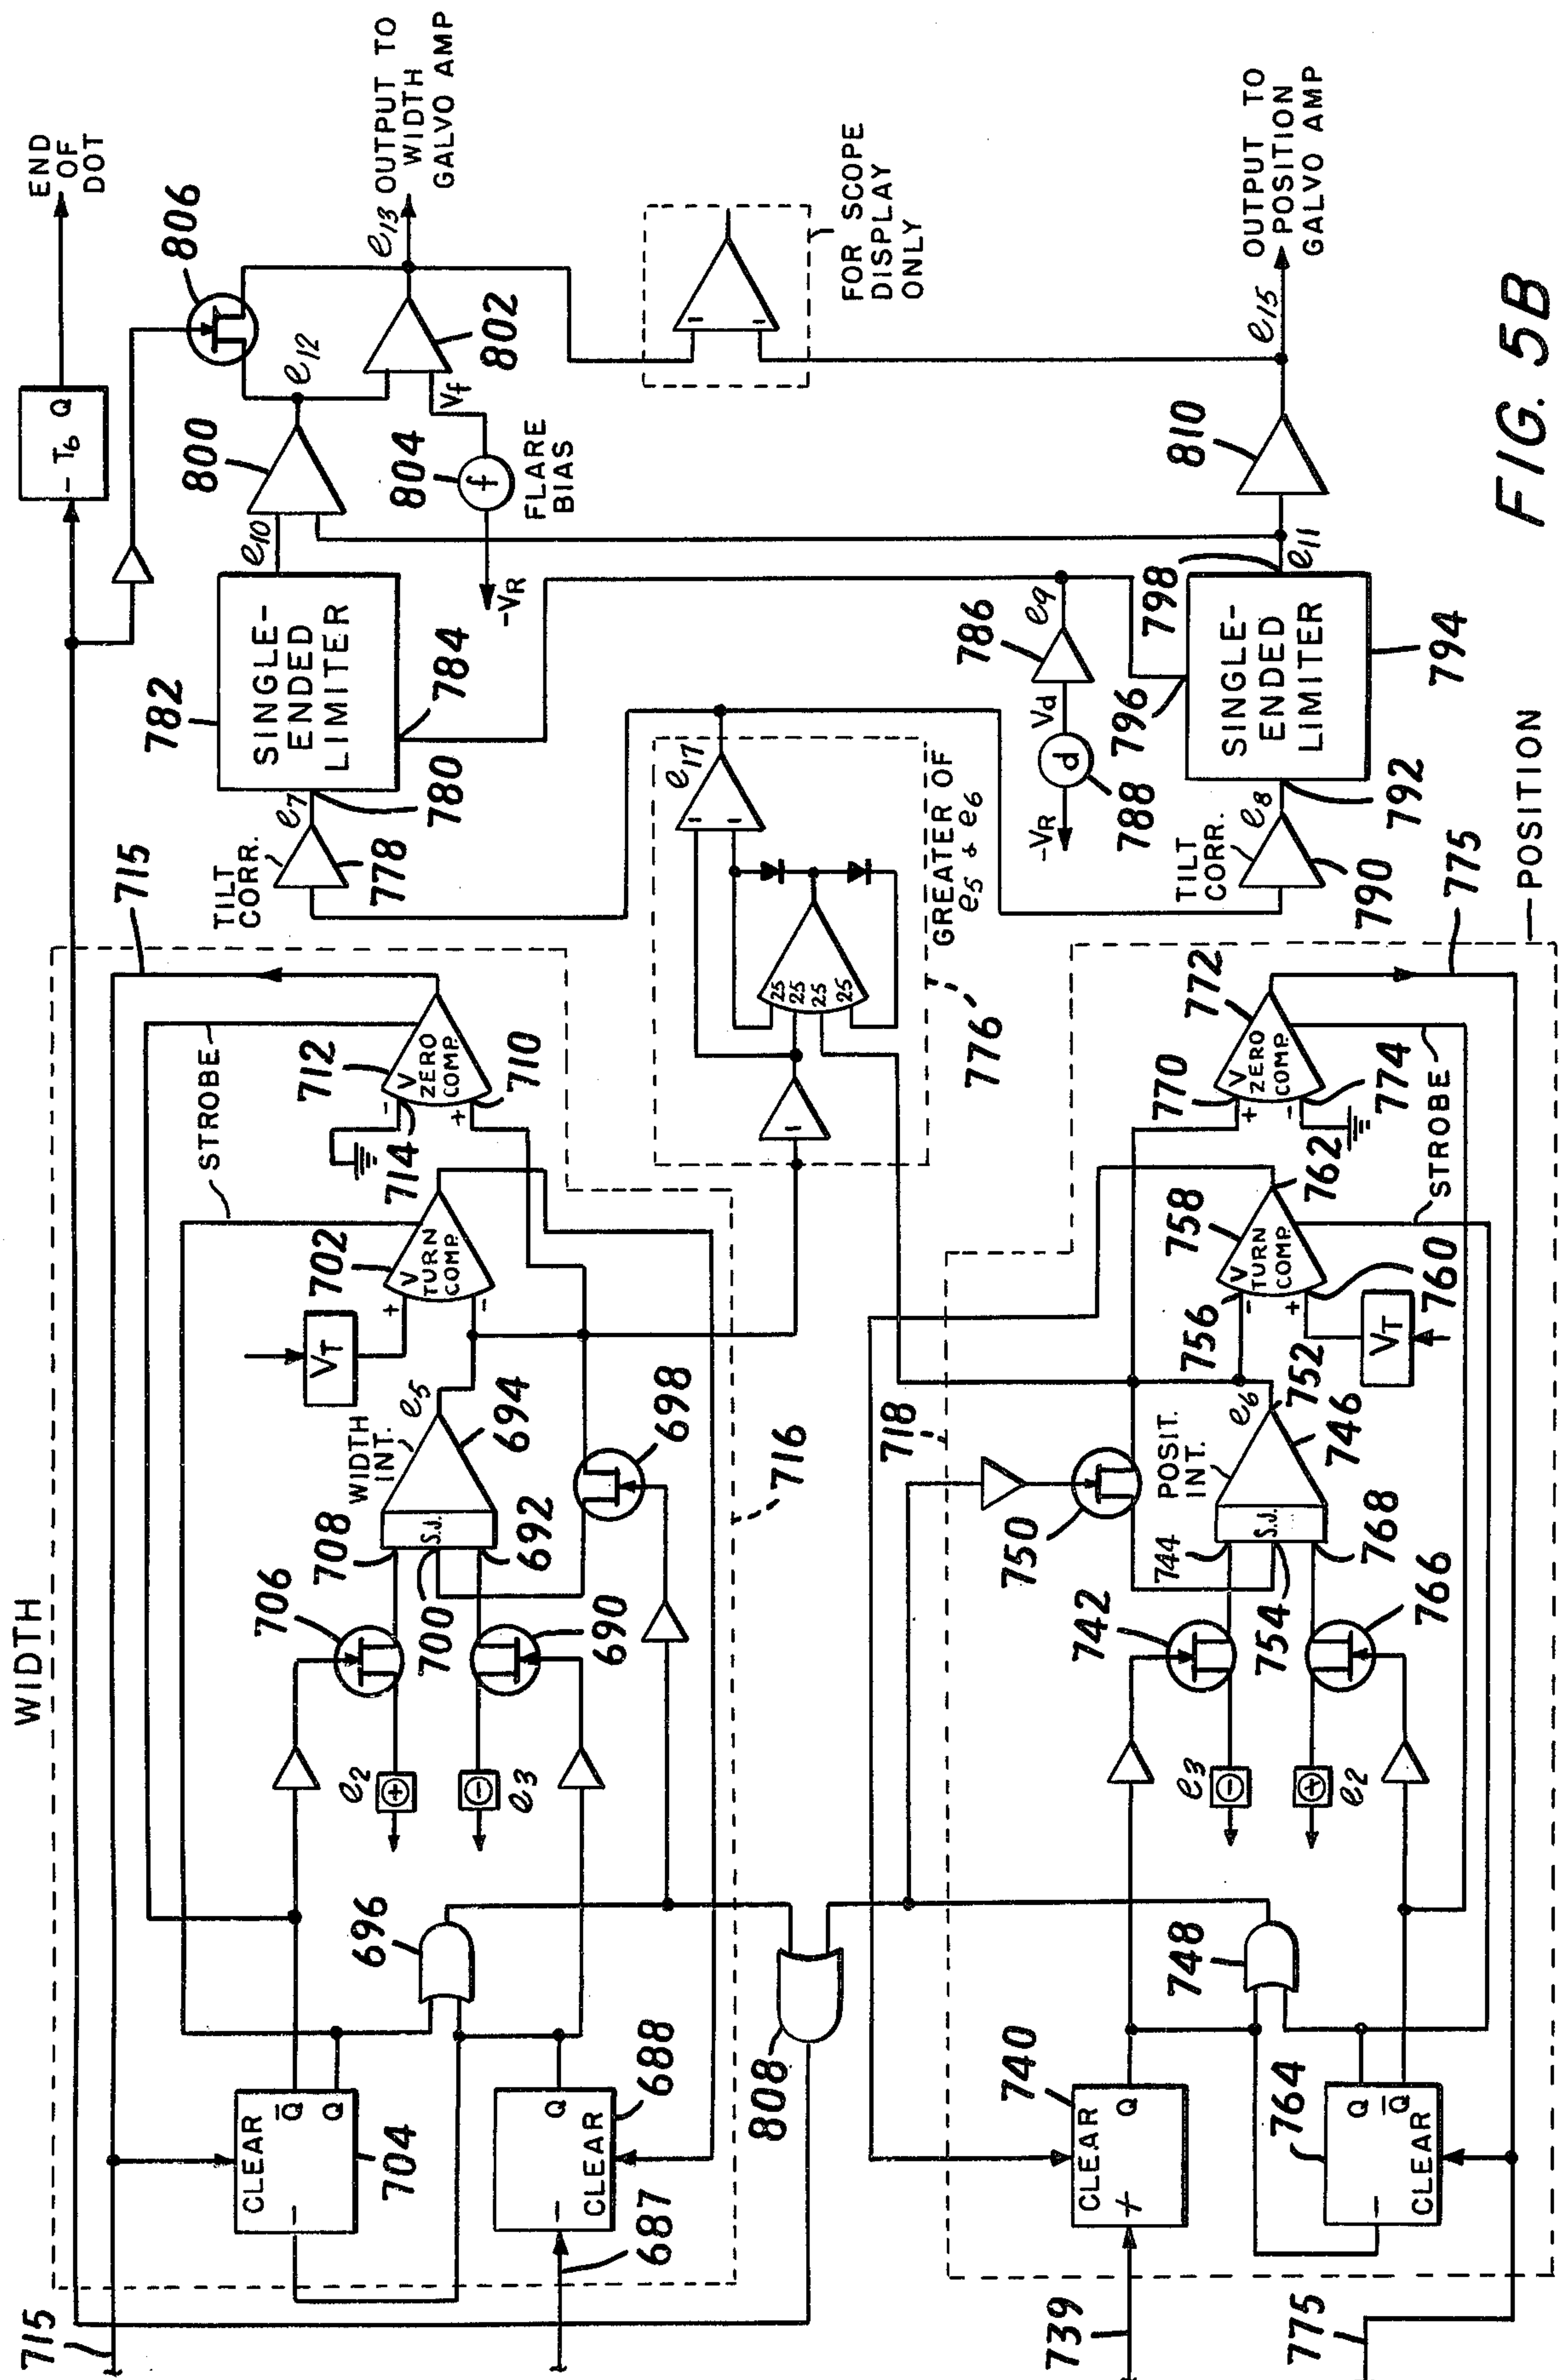 WIDTH
715
CLEAR
Q̄
Q
−
704
−
Q
CLEAR
688
687
696
706
708
e2
+
−
e3
700
S.J.
692
690
WIDTH
INT.
e5
694
698
716
VT
+
−
702
V
TURN
COMP.
STROBE
712
−
714
V
ZERO
COMP.
+
710
715
TILT
CORR.
778
e7
780
782
SINGLE-
ENDED
LIMITER
784
e10
800
e12
804
f
Vf
FLARE
BIAS
-VR
802
806
− T6 Q
END
OF
DOT
e13
OUTPUT TO
WIDTH
GALVO AMP
FOR SCOPE
DISPLAY
ONLY
−
−
808
718
776
−
25
25
25
25
−
−
e17
GREATER OF
e5 & e6
-VR
d
788
Vd
786
e9
739
775
740
CLEAR
+
Q
748
764
Q
Q̄
−
CLEAR
742
e3
−
+
e2
754
766
744
S.J.
768
750
POSIT.
INT.
e6
746
752
756
−
+
V
TURN
COMP.
758
760
VT
762
STROBE
770
+
−
V
ZERO
COMP.
772
774
775
POSITION
TILT
CORR.
790
e8
792
796
798
SINGLE-
ENDED
LIMITER
794
e11
810
e15
OUTPUT TO
POSITION
GALVO AMP
FIG. 5B